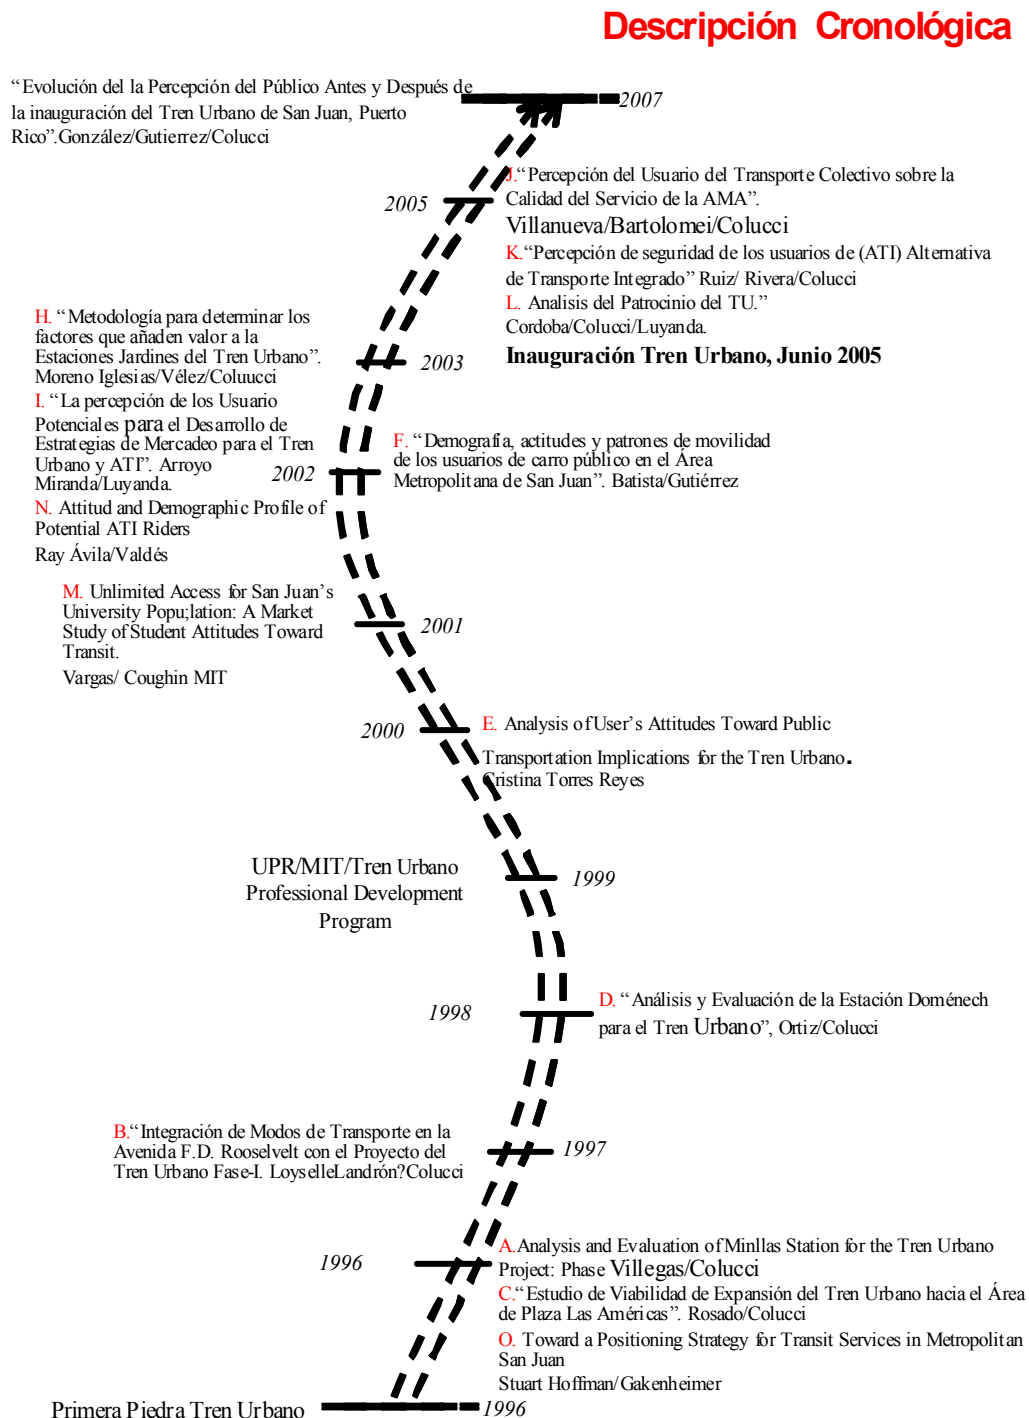 Descripción Cronológica
“Evolución del la Percepción del Público Antes y Después de
la inauguración del Tren Urbano de San Juan, Puerto
Rico”.González/Gutierrez/Colucci
2007
J.“Percepción del Usuario del Transporte Colectivo sobre la
Calidad del Servicio de la AMA”.
Villanueva/Bartolomei/Colucci
K.“Percepción de seguridad de los usuarios de (ATI) Alternativa
de Transporte Integrado” Ruiz/ Rivera/Colucci
L. Analisis del Patrocinio del TU.”
Cordoba/Colucci/Luyanda.
Inauguración Tren Urbano, Junio 2005
2005
H. “Metodología para determinar los
factores que añaden valor a la
Estaciones Jardines del Tren Urbano”.
Moreno Iglesias/Vélez/Coluucci
I. “La percepción de los Usuario
Potenciales para el Desarrollo de
Estrategias de Mercadeo para el Tren
Urbano y ATI”. Arroyo
Miranda/Luyanda.
N. Attitud and Demographic Profile of
Potential ATI Riders
Ray Ávila/Valdés
2003
2002
F. “Demografía, actitudes y patrones de movilidad
de los usuarios de carro público en el Área
Metropolitana de San Juan”. Batista/Gutiérrez
M. Unlimited Access for San Juan’s
University Popu;lation: A Market
Study of Student Attitudes Toward
Transit.
Vargas/ Coughin MIT
2001
2000
E. Analysis of User’s Attitudes Toward Public
Transportation Implications for the Tren Urbano.
Cristina Torres Reyes
UPR/MIT/Tren Urbano
Professional Development
Program
1999
1998
D. “Análisis y Evaluación de la Estación Doménech
para el Tren Urbano”, Ortiz/Colucci
B.“Integración de Modos de Transporte en la
Avenida F.D. Rooselvelt con el Proyecto del
Tren Urbano Fase-I. LoyselleLandrón?Colucci
1997
1996
A.Analysis and Evaluation of Minllas Station for the Tren Urbano
Project: Phase Villegas/Colucci
C.“Estudio de Viabilidad de Expansión del Tren Urbano hacia el Área
de Plaza Las Américas”. Rosado/Colucci
O. Toward a Positioning Strategy for Transit Services in Metropolitan
San Juan
Stuart Hoffman/Gakenheimer
Primera Piedra Tren Urbano
1996